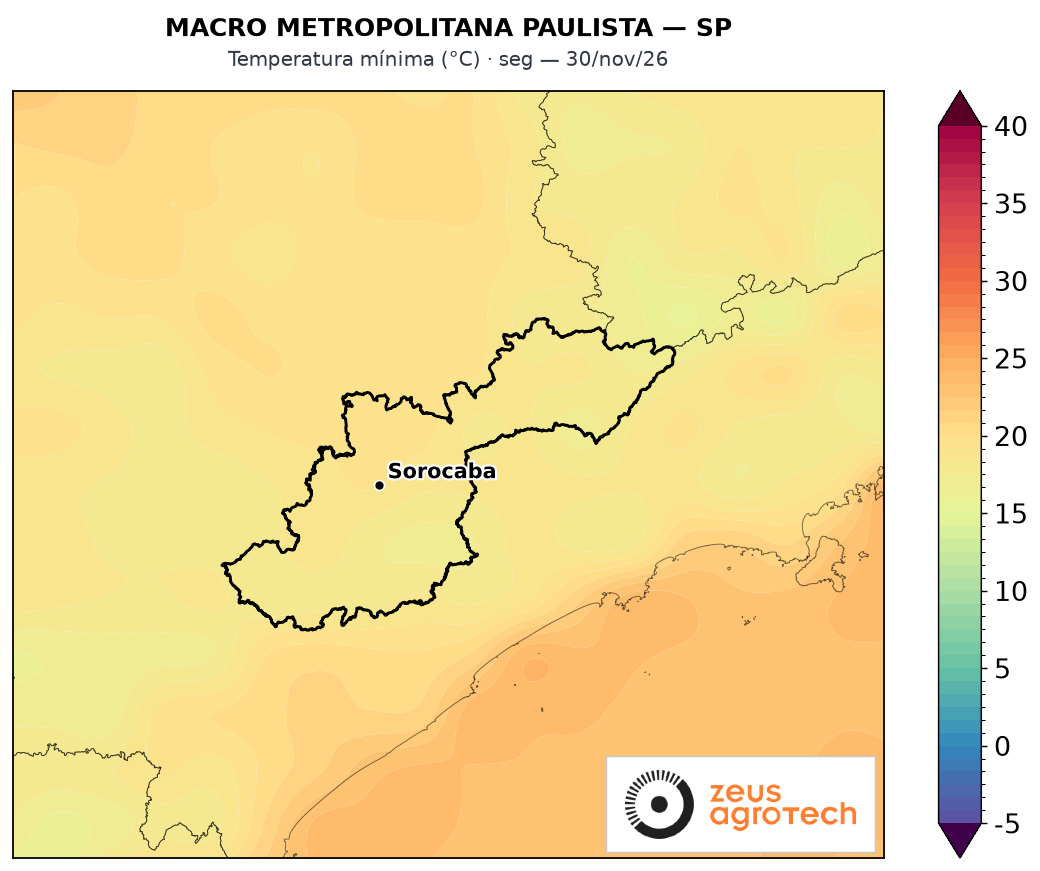 MACRO METROPOLITANA PAULISTA — SP
Temperatura mínima (°C) · seg — 30/nov/26
Sorocaba
40
35
30
25
20
15
10
5
0
-5
zeus
agrotech